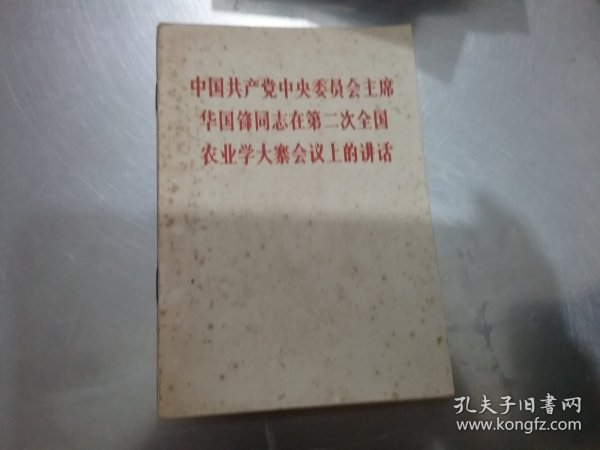 中国共产党中央委员会主席
华国锋同志在第二次全国
农业学大寨会议上的讲话
孔夫子旧书网
www.kongfz.com